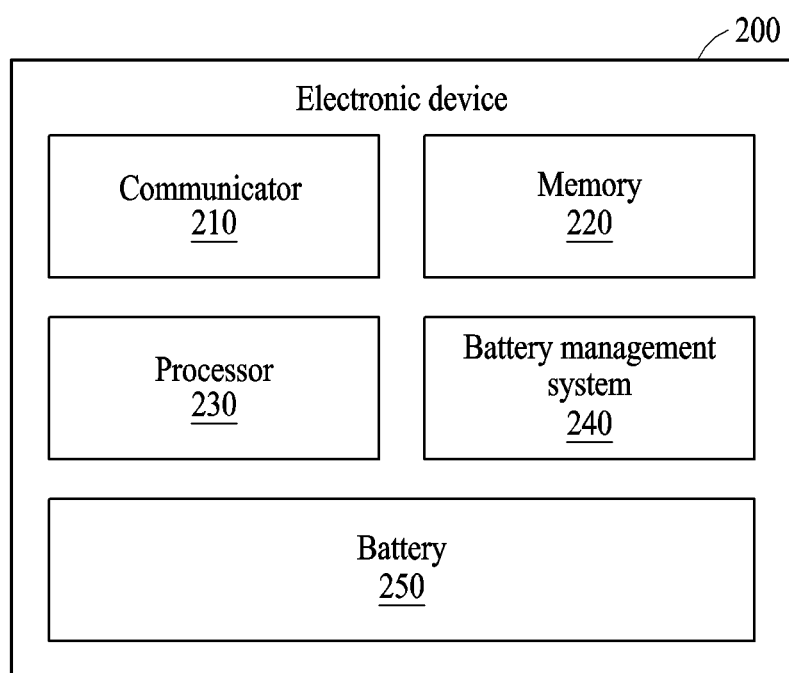 200
Electronic device
Communicator
210
Memory
220
Processor
230
Battery management
system
240
Battery
250